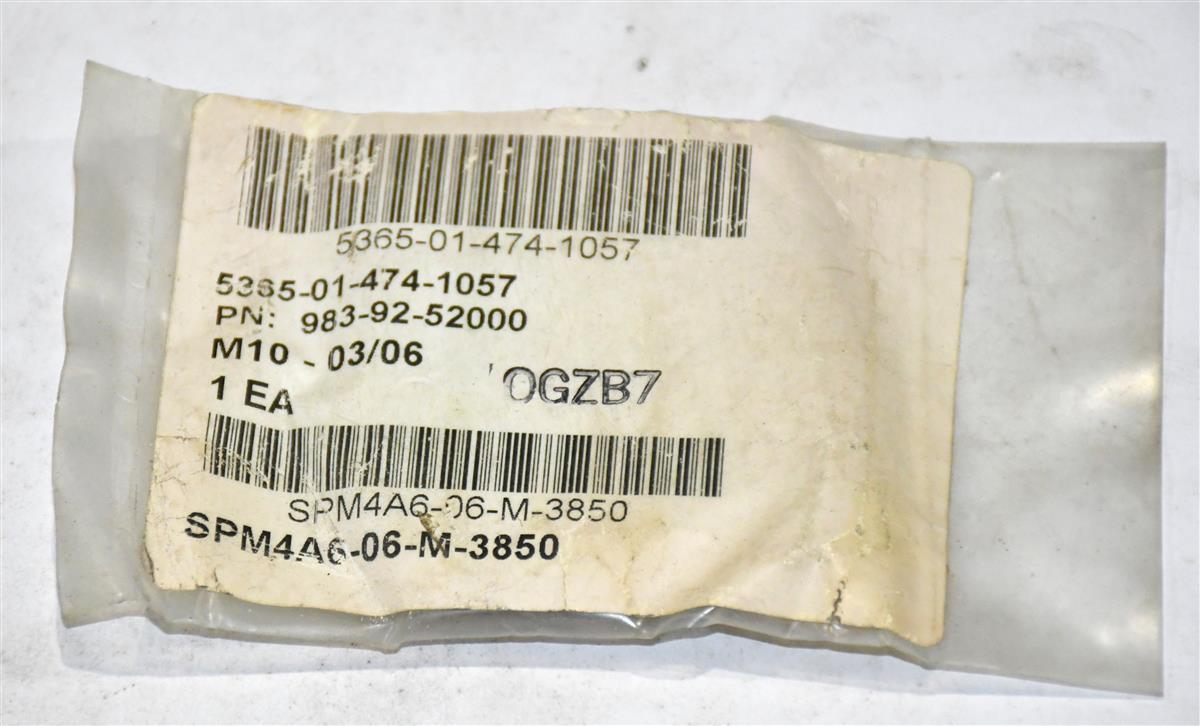 5365-01-474-1057
5365-01-474-1057
PN: 983-92-52000
M10 - 03/06
1 EA
OGZB7
SPM4A6-06-M-3850
SPM4A6-06-M-3850